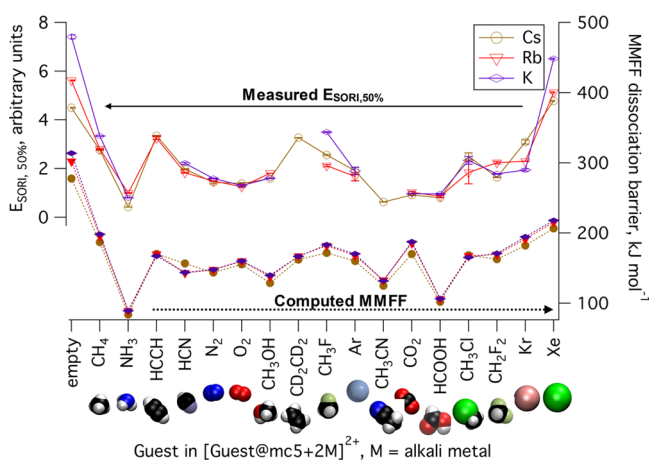 8
6
4
2
0
E_SORI, 50%, arbitrary units
500
400
300
200
100
MMFF dissociation barrier, kJ mol⁻¹
Cs
Rb
K
Measured E_SORI,50%
Computed MMFF
empty
CH₄
NH₃
HCCH
HCN
N₂
O₂
CH₃OH
CD₂CD₂
CH₃F
Ar
CH₃CN
CO₂
HCOOH
CH₃Cl
CH₂F₂
Kr
Xe
Guest in [Guest@mc5+2M]²⁺, M = alkali metal